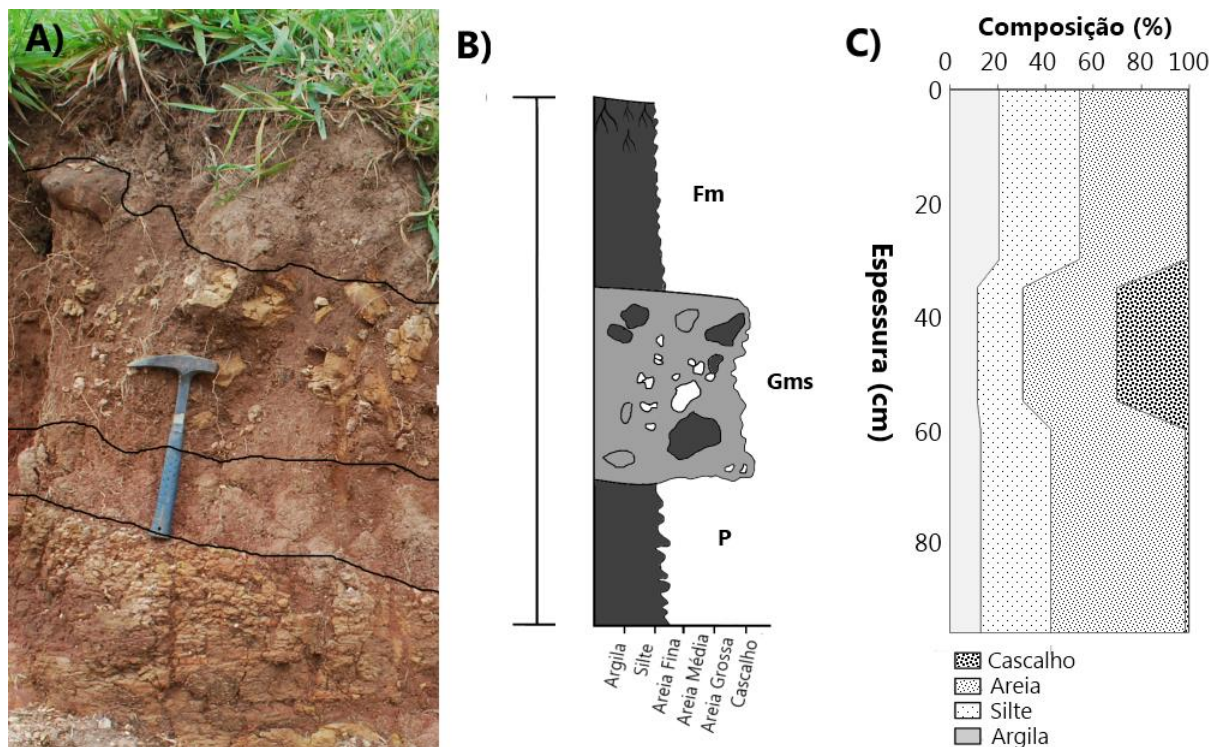 A)
B)
Fm
Gms
P
Argila
Silte
Areia Fina
Areia Média
Areia Grossa
Cascalho
C)
Composição (%)
0 20 40 60 80 100
Espessura (cm)
0
20
40
60
80
Cascalho
Areia
Silte
Argila